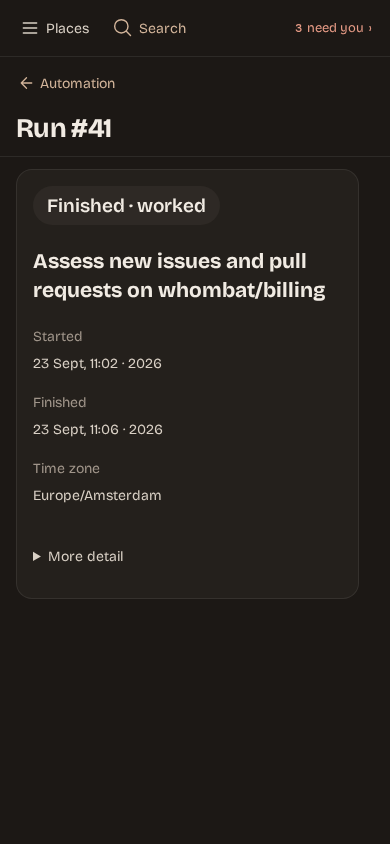 Places
Search
3 need you ›
← Automation
Run #41
Finished · worked
Assess new issues and pull
requests on whombat/billing
Started
23 Sept, 11:02 · 2026
Finished
23 Sept, 11:06 · 2026
Time zone
Europe/Amsterdam
▶ More detail